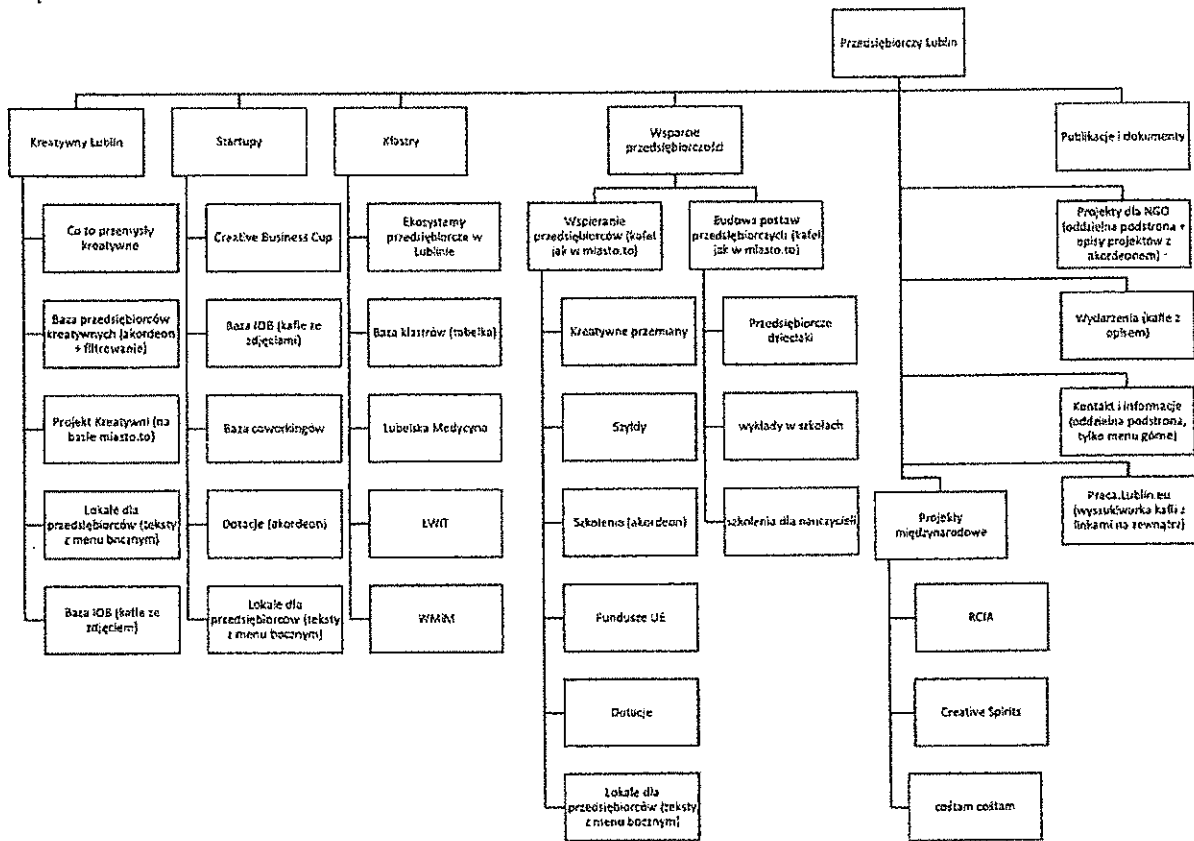 Przedsiębiorczy Lublin
Kreatywny Lublin
Startupy
Klastry
Wsparcie
przedsiębiorczości
Publikacje i dokumenty
Co to przemysły
kreatywne
Baza przedsiębiorców
kreatywnych (akordeon
+ filtrowanie)
Projekt Kreatywni (na
bazie miasto.to)
Lokale dla
przedsiębiorców (teksty
z menu bocznym)
Baza IOB (kafle ze
zdjęciem)
Creative Business Cup
Baza IOB (kafle ze
zdjęciami)
Baza coworkingów
Dotacje (akordeon)
Lokale dla
przedsiębiorców (teksty
z menu bocznym)
Ekosystemy
przedsiębiorcze w
Lublinie
Baza klastrów (tabelka)
Lubelska Medycyna
LWIT
WMiM
Wspieranie
przedsiębiorców (kafel
jak w miasto.to)
Kreatywne przemiany
Szyldy
Szkolenia (akordeon)
Fundusze UE
Dotacje
Lokale dla
przedsiębiorców (teksty
z menu bocznym)
Budowa postaw
przedsiębiorczych (kafel
jak w miasto.to)
Przedsiębiorcze
dzieciaki
wykłady w szkołach
szkolenia dla nauczycieli
Projekty dla NGO
(oddzielna podstrona +
opisy projektów z
akordeonem) -
Wydarzenia (kafle z
opisem)
Kontakt i informacje
(oddzielna podstrona,
tylko menu górne)
Praca.Lublin.eu
(wyszukiwarka kafli z
linkami na zewnątrz)
Projekty
międzynarodowe
RCIA
Creative Spirits
cośtam cośtam